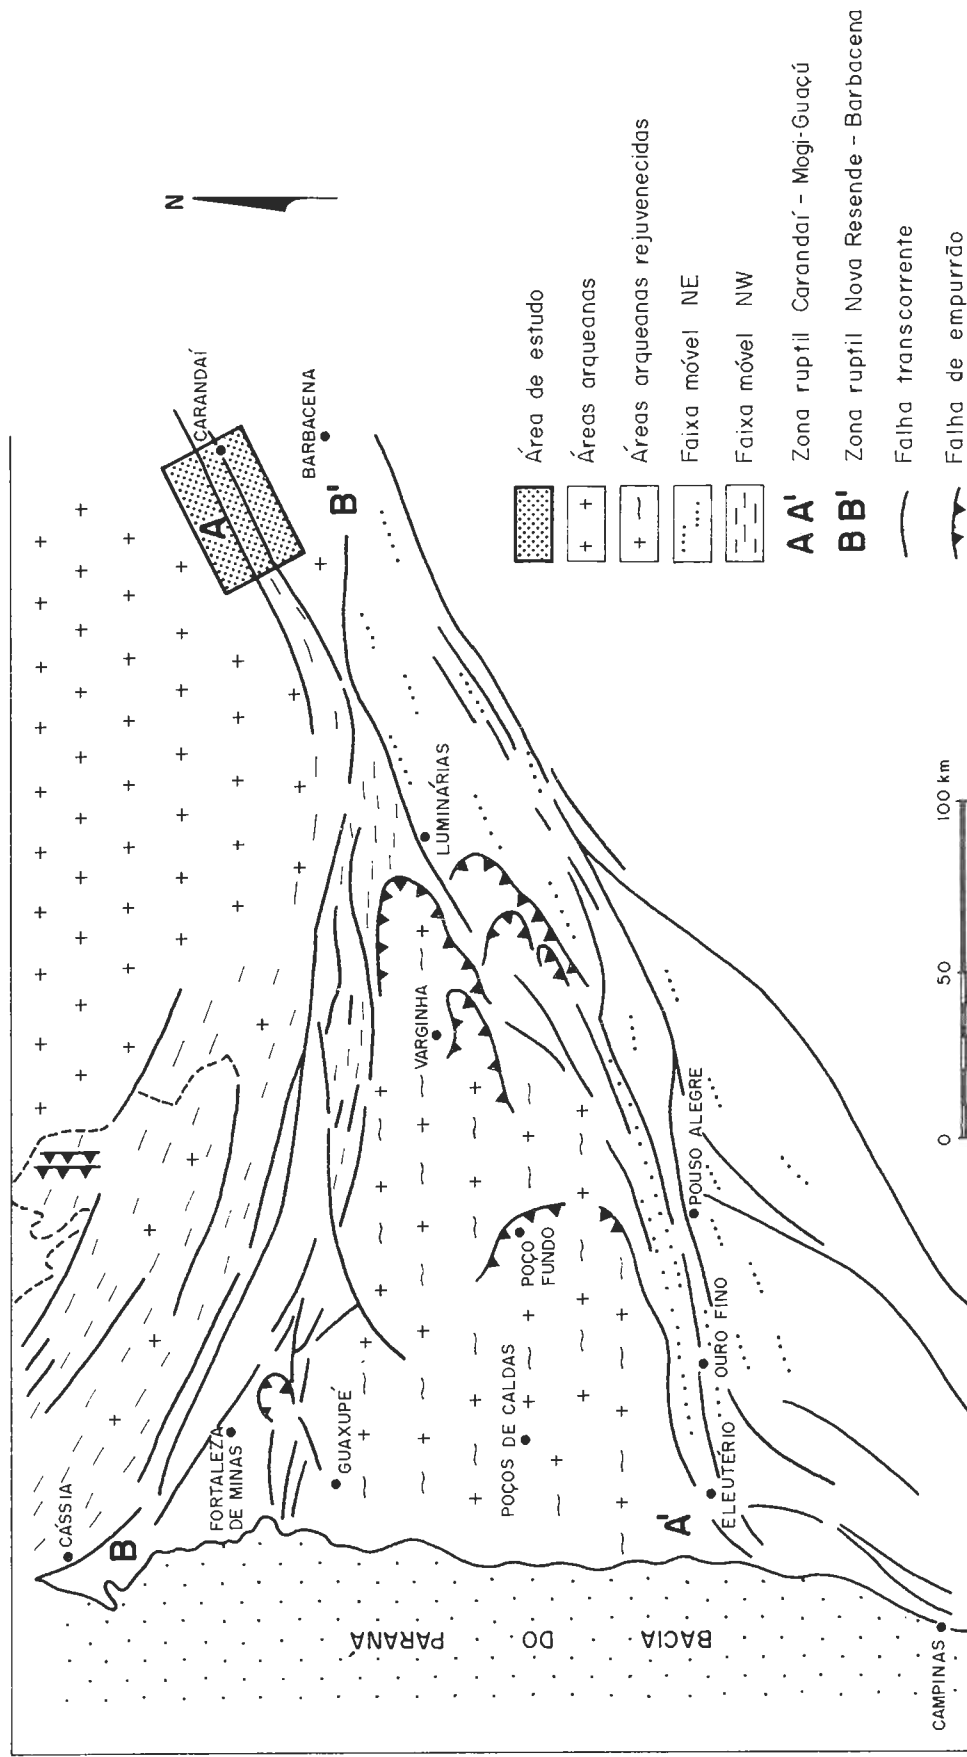 N
CARANDAÍ
A
BARBACENA
B'
LUMINÁRIAS
VARGINHA
CÁSSIA
B
FORTALEZA
DE MINAS
GUAXUPÉ
POÇO
FUNDO
POÇOS DE CALDAS
POUSO ALEGRE
OURO FINO
A'
ELEUTÉRIO
CAMPINAS
BACIA DO PARANÁ
0 50 100 km
Área de estudo
Áreas arqueanas
Áreas arqueanas rejuvenecidas
Faixa móvel NE
Faixa móvel NW
A A' Zona ruptil Carandaí - Mogi-Guaçú
B B' Zona ruptil Nova Resende - Barbacena
Falha transcorrente
Falha de empurrão